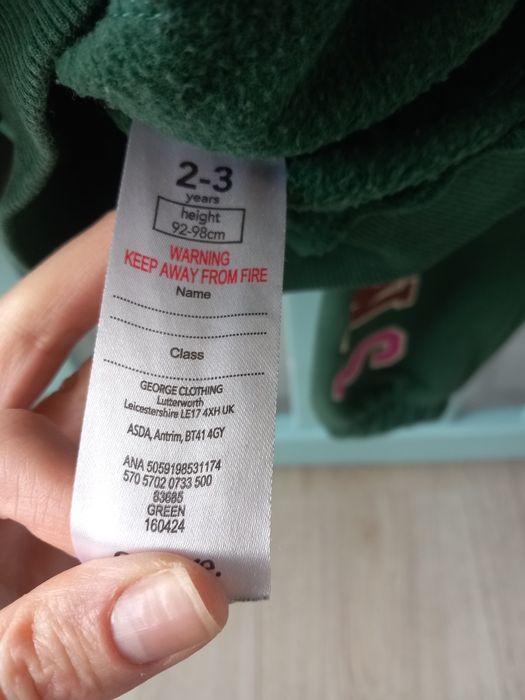 2-3
years
height
92-98cm
WARNING
KEEP AWAY FROM FIRE
Name
Class
GEORGE CLOTHING
Lutterworth
Leicestershire LE17 4XH UK
ASDA, Antrim, BT41 4GY
ANA 5059198531174
570 5702 0733 500
83685
GREEN
160424